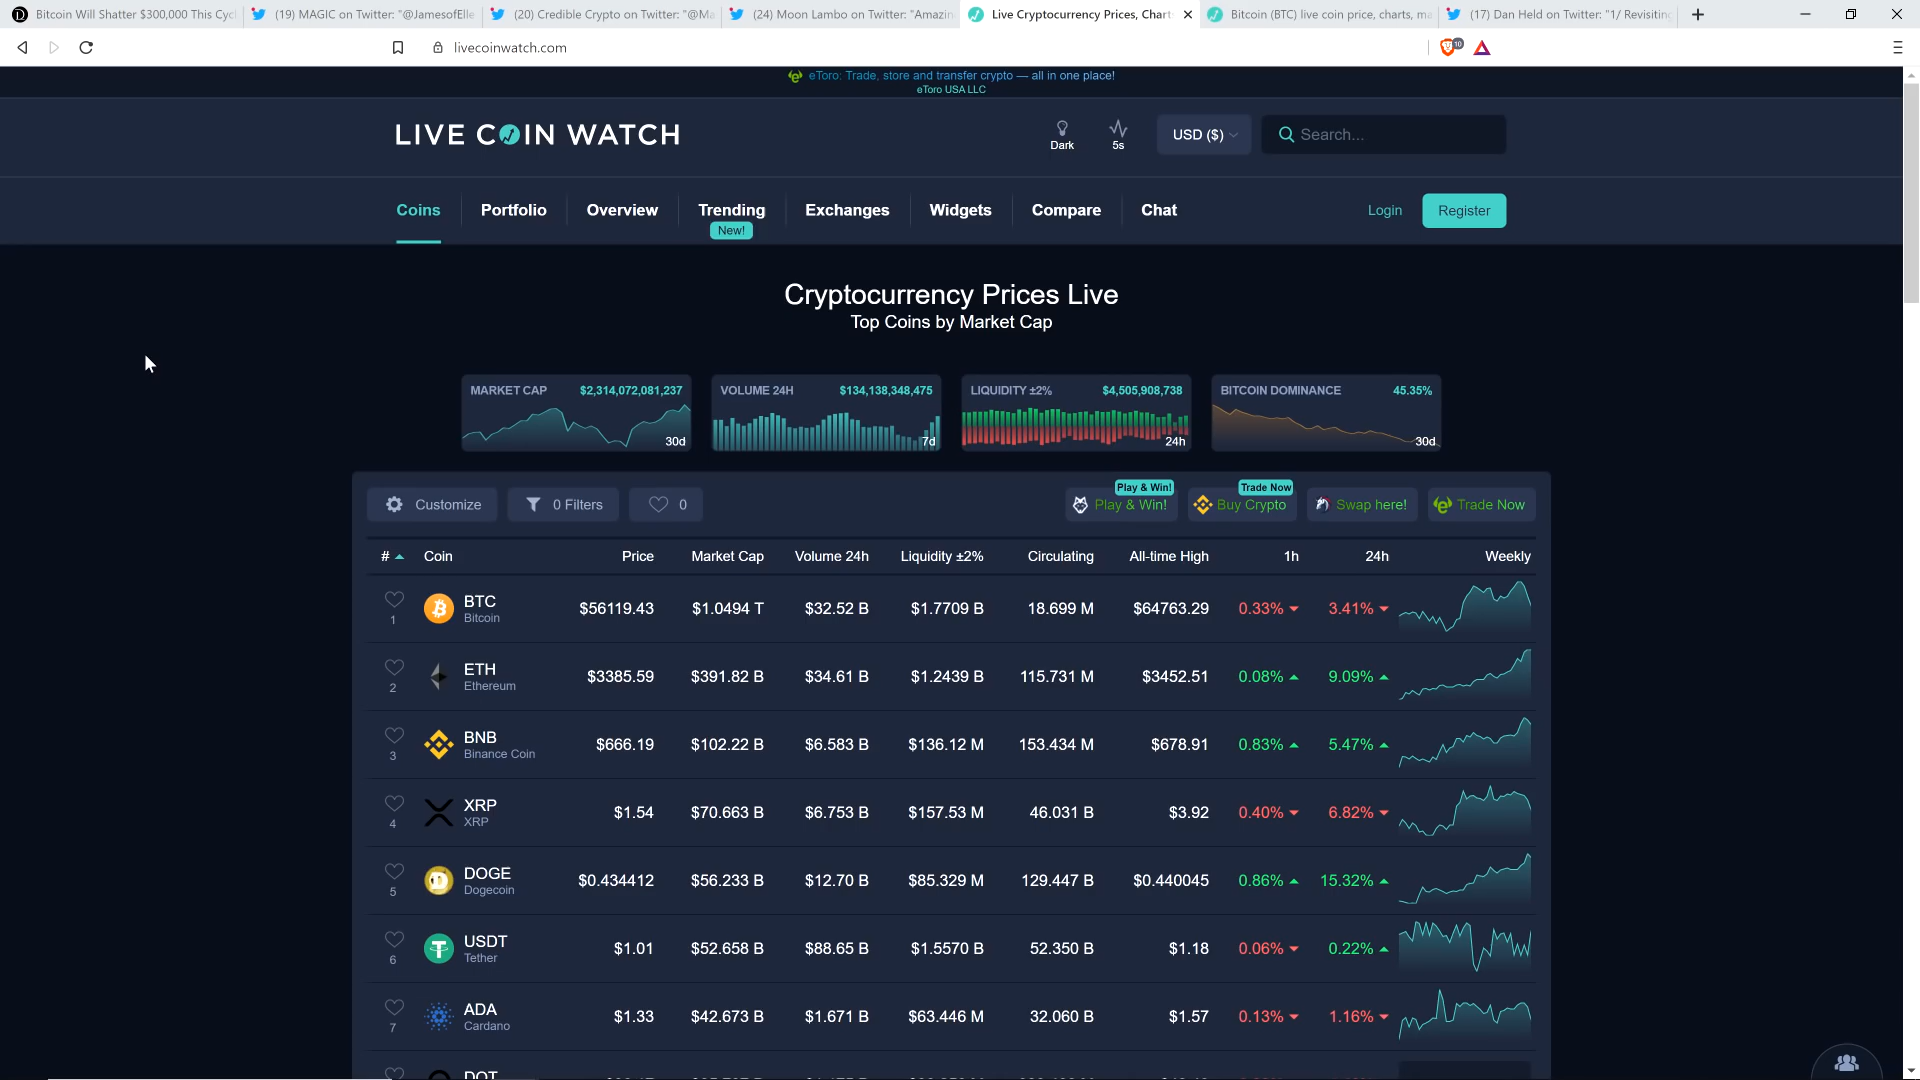 Bitcoin Will Shatter $300,000 This Cycl
(19) MAGIC on Twitter: "@JamesofElle
(20) Credible Crypto on Twitter: "@Ma
(24) Moon Lambo on Twitter: "Amazin
Live Cryptocurrency Prices, Chart
Bitcoin (BTC) live coin price, charts, ma
(17) Dan Held on Twitter: "1/ Revisiting
livecoinwatch.com
10
eToro: Trade, store and transfer crypto — all in one place!
eToro USA LLC
LIVE COIN WATCH
Dark
5s
USD ($)
Search...
Coins
Portfolio
Overview
Trending
New!
Exchanges
Widgets
Compare
Chat
Login
Register
Cryptocurrency Prices Live
Top Coins by Market Cap
MARKET CAP $2,314,072,081,237
30d
VOLUME 24H $134,138,348,475
7d
LIQUIDITY ±2% $4,505,908,738
24h
BITCOIN DOMINANCE 45.35%
30d
Customize
0 Filters
0
Play & Win!
Play & Win!
Trade Now
Buy Crypto
Swap here!
Trade Now
# Coin Price Market Cap Volume 24h Liquidity ±2% Circulating All-time High 1h 24h Weekly
1 BTC Bitcoin $56119.43 $1.0494 T $32.52 B $1.7709 B 18.699 M $64763.29 0.33% 3.41%
2 ETH Ethereum $3385.59 $391.82 B $34.61 B $1.2439 B 115.731 M $3452.51 0.08% 9.09%
3 BNB Binance Coin $666.19 $102.22 B $6.583 B $136.12 M 153.434 M $678.91 0.83% 5.47%
4 XRP XRP $1.54 $70.663 B $6.753 B $157.53 M 46.031 B $3.92 0.40% 6.82%
5 DOGE Dogecoin $0.434412 $56.233 B $12.70 B $85.329 M 129.447 B $0.440045 0.86% 15.32%
6 USDT Tether $1.01 $52.658 B $88.65 B $1.5570 B 52.350 B $1.18 0.06% 0.22%
7 ADA Cardano $1.33 $42.673 B $1.671 B $63.446 M 32.060 B $1.57 0.13% 1.16%
DOT